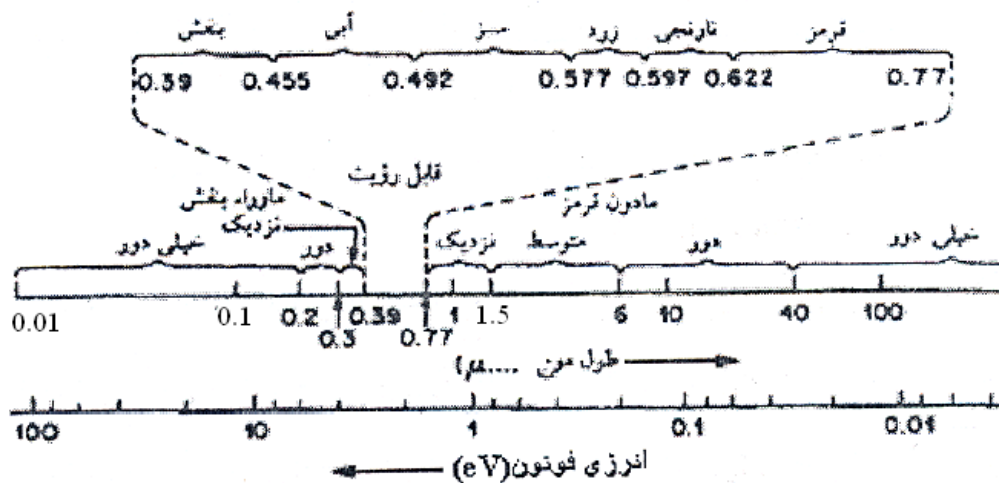 بنفش آبی سبز زرد نارنجی قرمز
0.39 0.455 0.492 0.577 0.597 0.622 0.77
قابل رؤیت
ماوراء بنفش
مادون قرمز
نزدیک
خیلی دور دور نزدیک متوسط دور خیلی دور
0.01 0.1 0.2 0.3 0.39 0.77 1 1.5 6 10 40 100
طول موج .... μ)
100 10 1 0.1 0.01
انرژی فوتون(eV)